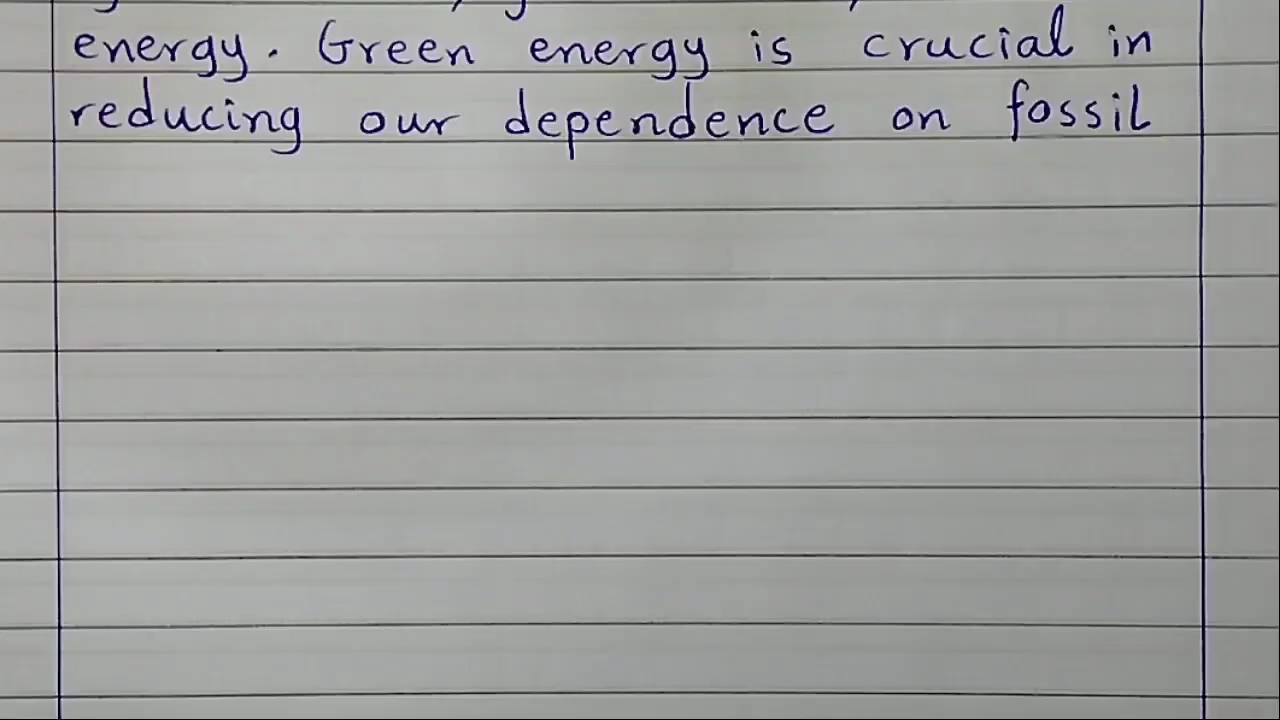 energy. Green energy is crucial in
reducing our dependence on fossil